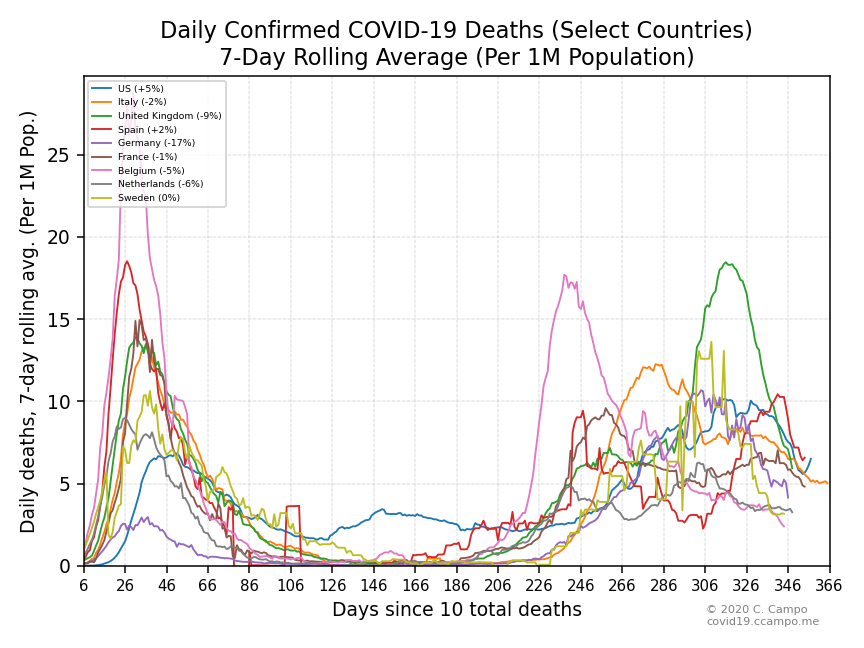 Daily Confirmed COVID-19 Deaths (Select Countries)
7-Day Rolling Average (Per 1M Population)
Daily deaths, 7-day rolling avg. (Per 1M Pop.)
US (+5%)
Italy (-2%)
United Kingdom (-9%)
Spain (+2%)
Germany (-17%)
France (-1%)
Belgium (-5%)
Netherlands (-6%)
Sweden (0%)
25
20
15
10
5
0
6 26 46 66 86 106 126 146 166 186 206 226 246 266 286 306 326 346 366
Days since 10 total deaths
© 2020 C. Campo
covid19.ccampo.me